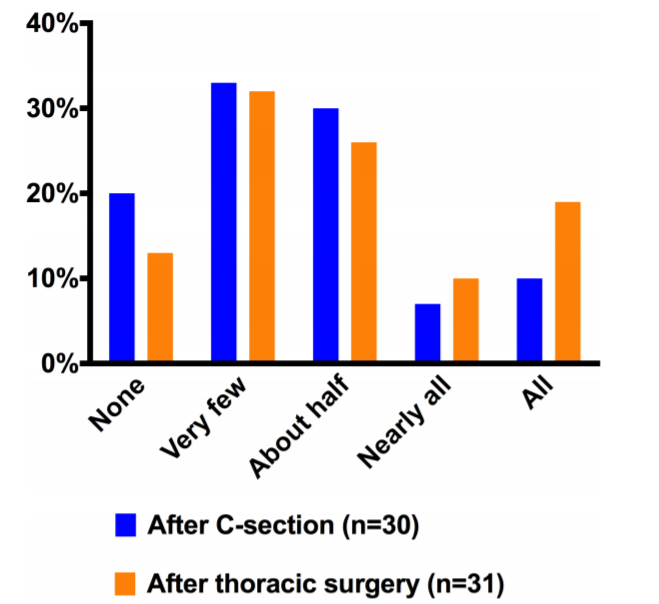 40%
30%
20%
10%
0%
None
Very few
About half
Nearly all
All
After C-section (n=30)
After thoracic surgery (n=31)